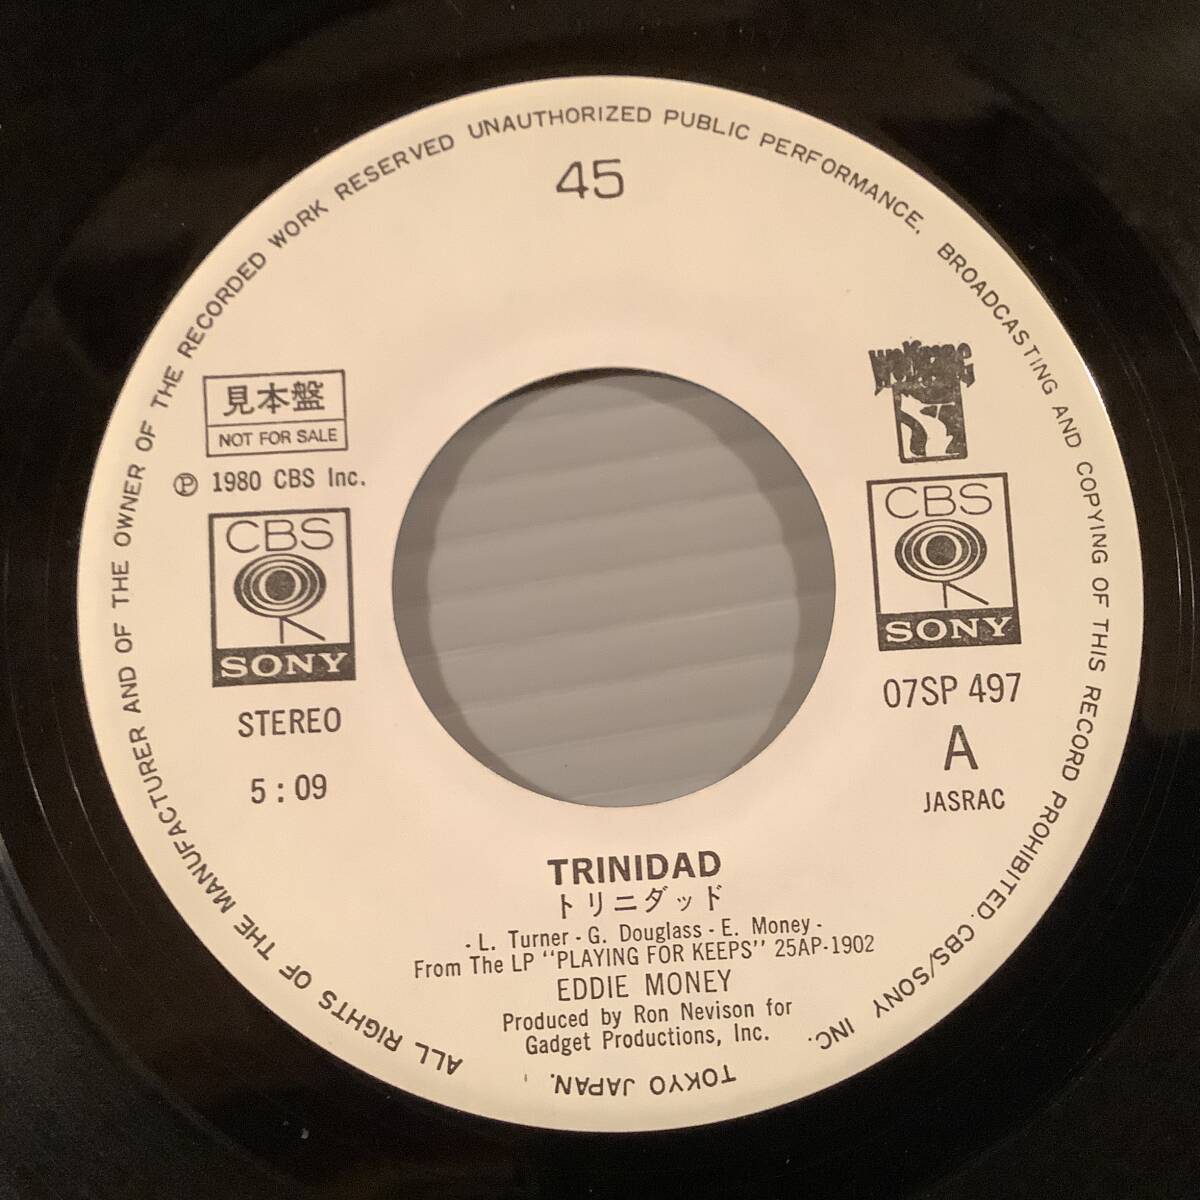 ALL RIGHTS OF THE MANUFACTURER AND OF THE OWNER OF THE RECORDED WORK RESERVED UNAUTHORIZED PUBLIC PERFORMANCE, BROADCASTING AND COPYING OF THIS RECORD PROHIBITED. CBS/SONY INC.
TOKYO JAPAN.
45
見本盤
NOT FOR SALE
℗ 1980 CBS Inc.
CBS
SONY
STEREO
5:09
Wolfgang
CBS
SONY
07SP 497
A
JASRAC
TRINIDAD
トリニダッド
- L. Turner - G. Douglass - E. Money -
From The LP "PLAYING FOR KEEPS" 25AP-1902
EDDIE MONEY
Produced by Ron Nevison for
Gadget Productions, Inc.